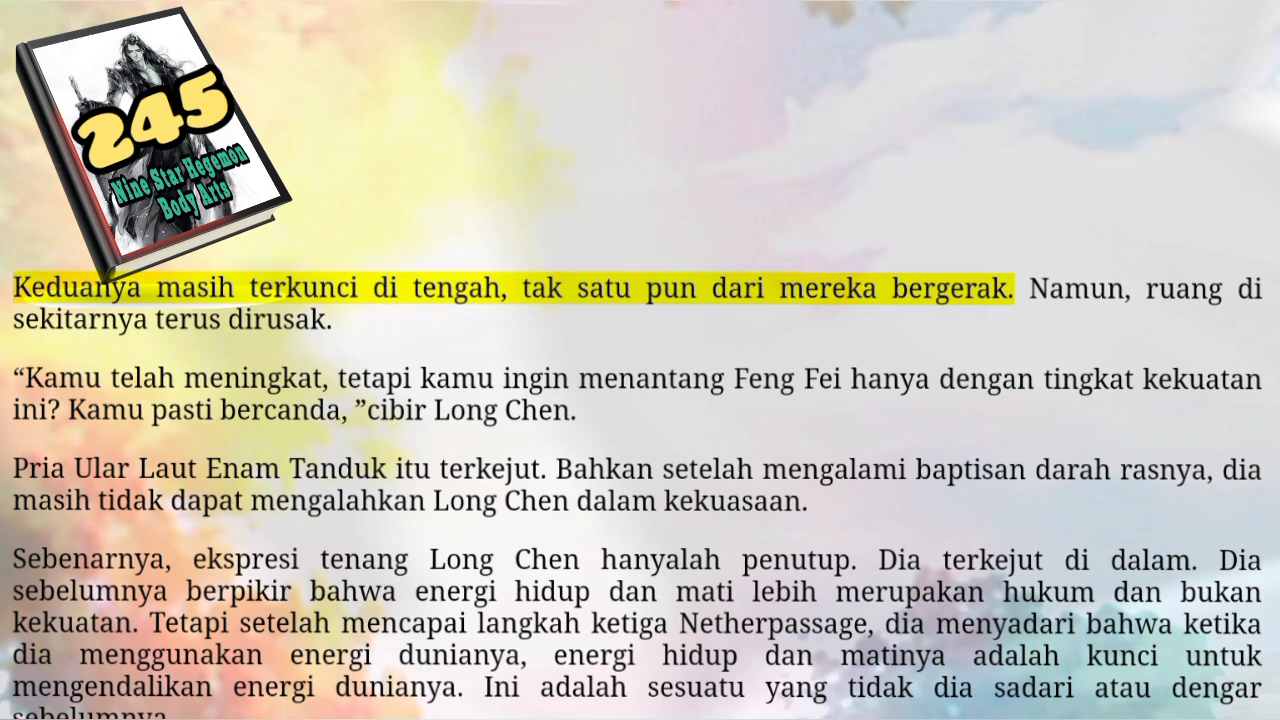 245
Nine Star Hegemon
Body Arts
Keduanya masih terkunci di tengah, tak satu pun dari mereka bergerak. Namun, ruang di
sekitarnya terus dirusak.
“Kamu telah meningkat, tetapi kamu ingin menantang Feng Fei hanya dengan tingkat kekuatan
ini? Kamu pasti bercanda, ”cibir Long Chen.
Pria Ular Laut Enam Tanduk itu terkejut. Bahkan setelah mengalami baptisan darah rasnya, dia
masih tidak dapat mengalahkan Long Chen dalam kekuasaan.
Sebenarnya, ekspresi tenang Long Chen hanyalah penutup. Dia terkejut di dalam. Dia
sebelumnya berpikir bahwa energi hidup dan mati lebih merupakan hukum dan bukan
kekuatan. Tetapi setelah mencapai langkah ketiga Netherpassage, dia menyadari bahwa ketika
dia menggunakan energi dunianya, energi hidup dan matinya adalah kunci untuk
mengendalikan energi dunianya. Ini adalah sesuatu yang tidak dia sadari atau dengar
sebelumnya.